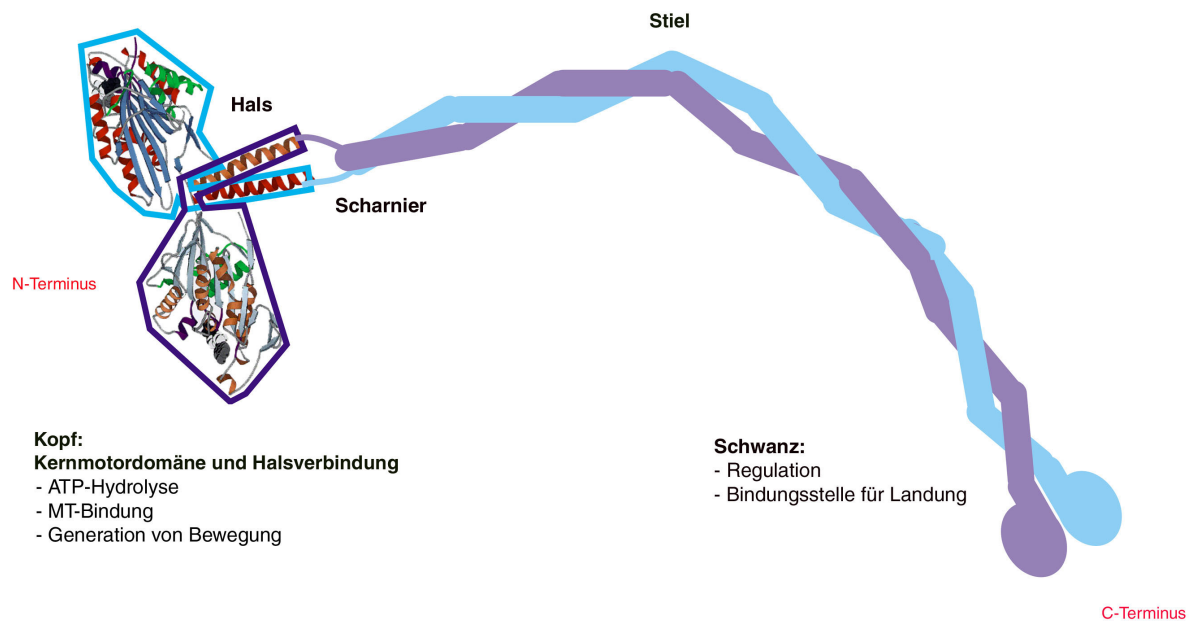 Stiel
Hals
Scharnier
N-Terminus
Kopf:
Kernmotordomäne und Halsverbindung
- ATP-Hydrolyse
- MT-Bindung
- Generation von Bewegung
Schwanz:
- Regulation
- Bindungsstelle für Landung
C-Terminus